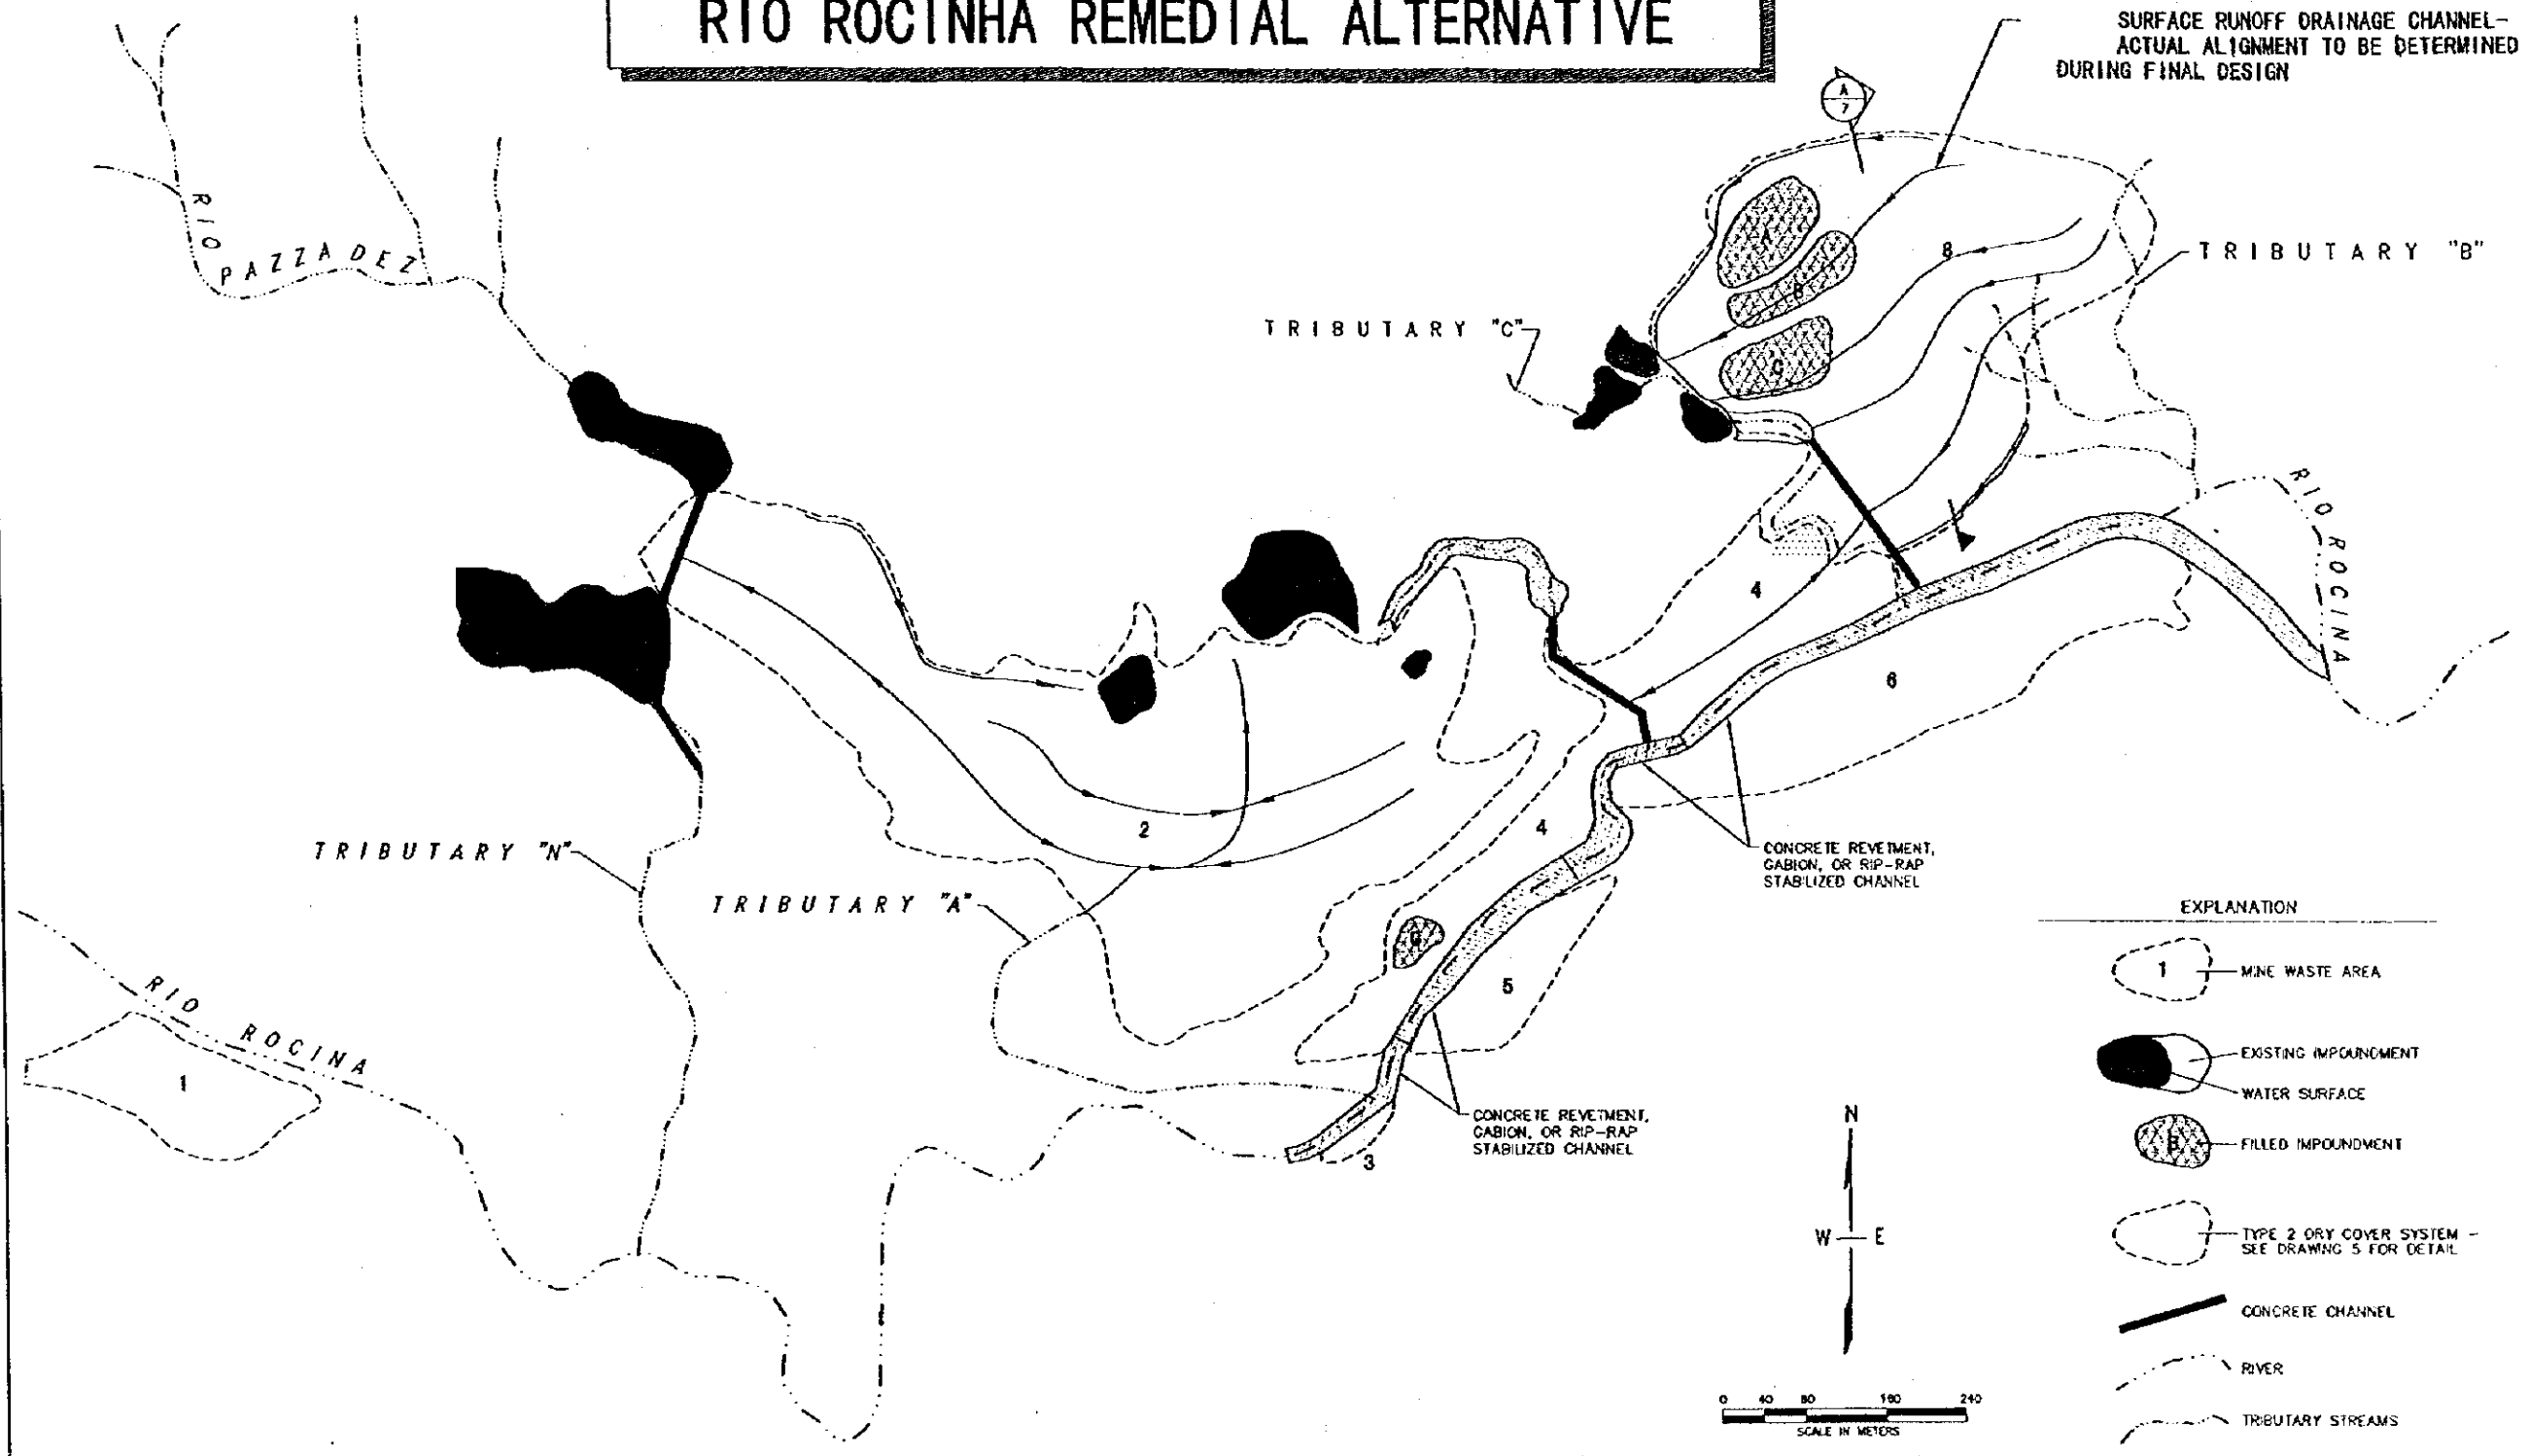 RIO ROCINHA REMEDIAL ALTERNATIVE
SURFACE RUNOFF DRAINAGE CHANNEL-
ACTUAL ALIGNMENT TO BE DETERMINED
DURING FINAL DESIGN
A
7
RIO
PAZZA DEZ
A
B
C
8
TRIBUTARY "B"
TRIBUTARY "C"
RIO ROCINA
4
6
2
4
TRIBUTARY "N"
TRIBUTARY "A"
CONCRETE REVETMENT,
GABION, OR RIP-RAP
STABILIZED CHANNEL
5
RIO ROCINA
1
CONCRETE REVETMENT,
GABION, OR RIP-RAP
STABILIZED CHANNEL
3
EXPLANATION
1
MINE WASTE AREA
EXISTING IMPOUNDMENT
WATER SURFACE
B
FILLED IMPOUNDMENT
TYPE 2 DRY COVER SYSTEM -
SEE DRAWING 5 FOR DETAIL
CONCRETE CHANNEL
RIVER
TRIBUTARY STREAMS
N
W E
0 40 80 160 240
SCALE IN METERS